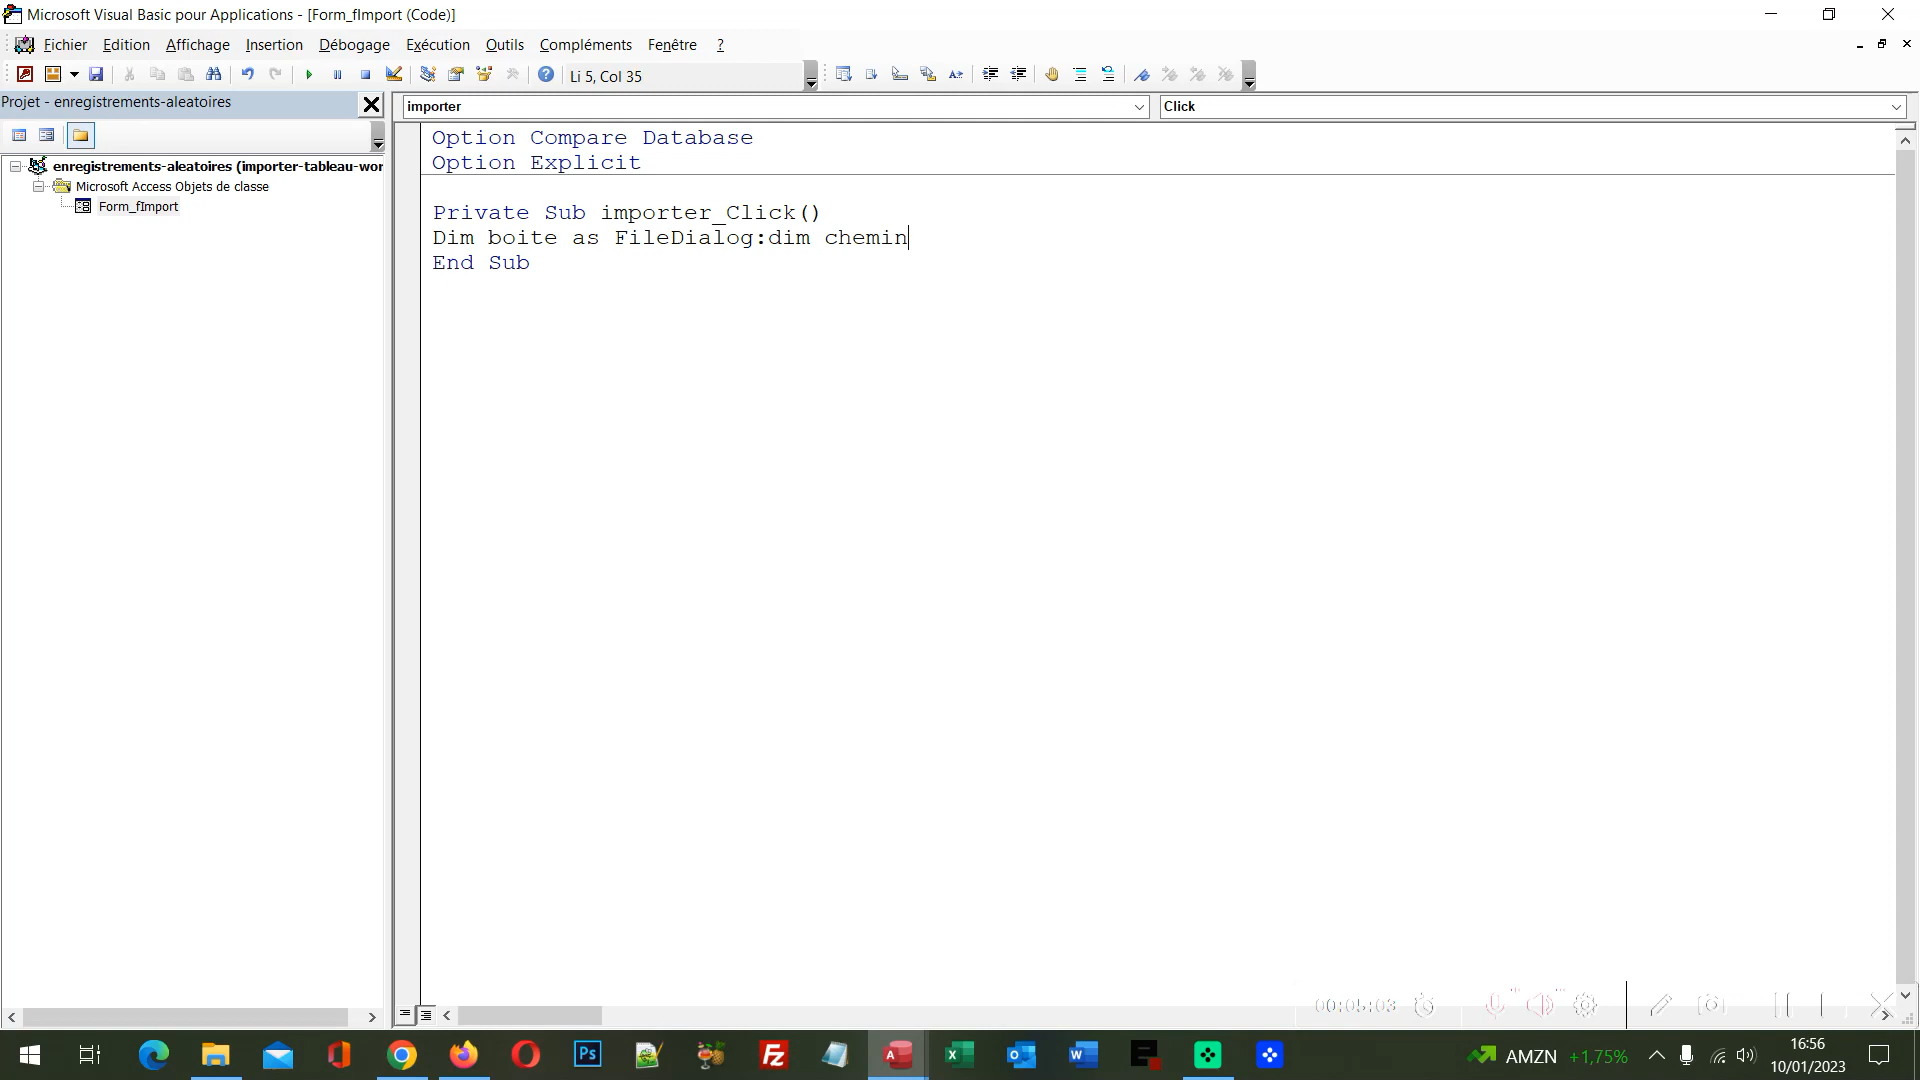 Microsoft Visual Basic pour Applications - [Form_fImport (Code)]
Fichier Edition Affichage Insertion Débogage Exécution Outils Compléments Fenêtre ?
Li 5, Col 35
Projet - enregistrements-aleatoires
importer
Click
enregistrements-aleatoires (importer-tableau-wor
Microsoft Access Objets de classe
Form_fImport
Option Compare Database
Option Explicit
Private Sub importer_Click()
Dim boite as FileDialog:dim chemin
End Sub
00:05:03
AMZN +1,75%
16:56
10/01/2023